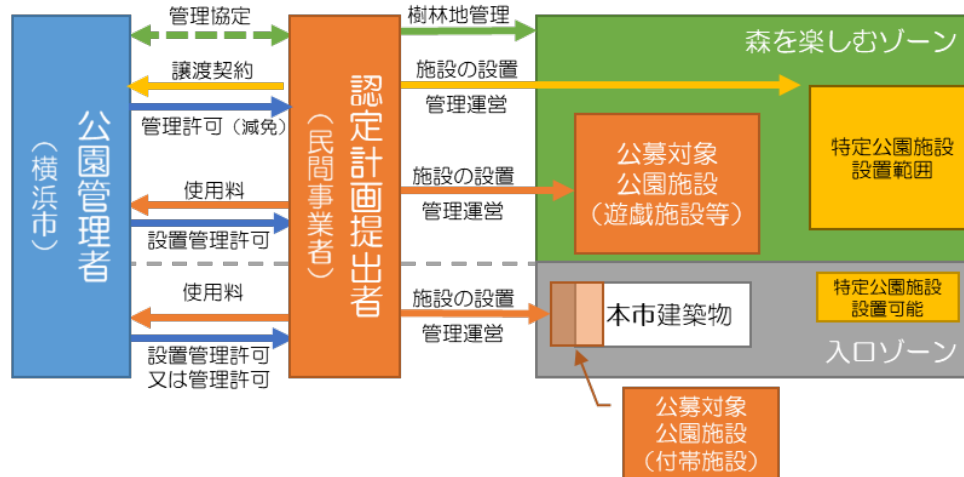 公園管理者
（横浜市）
管理協定
譲渡契約
管理許可（減免）
使用料
設置管理許可
使用料
設置管理許可
又は管理許可
認定計画提出者
（民間事業者）
樹林地管理
施設の設置
管理運営
施設の設置
管理運営
施設の設置
管理運営
森を楽しむゾーン
特定公園施設
設置範囲
公募対象
公園施設
（遊戯施設等）
特定公園施設
設置可能
本市建築物
入口ゾーン
公募対象
公園施設
（付帯施設）